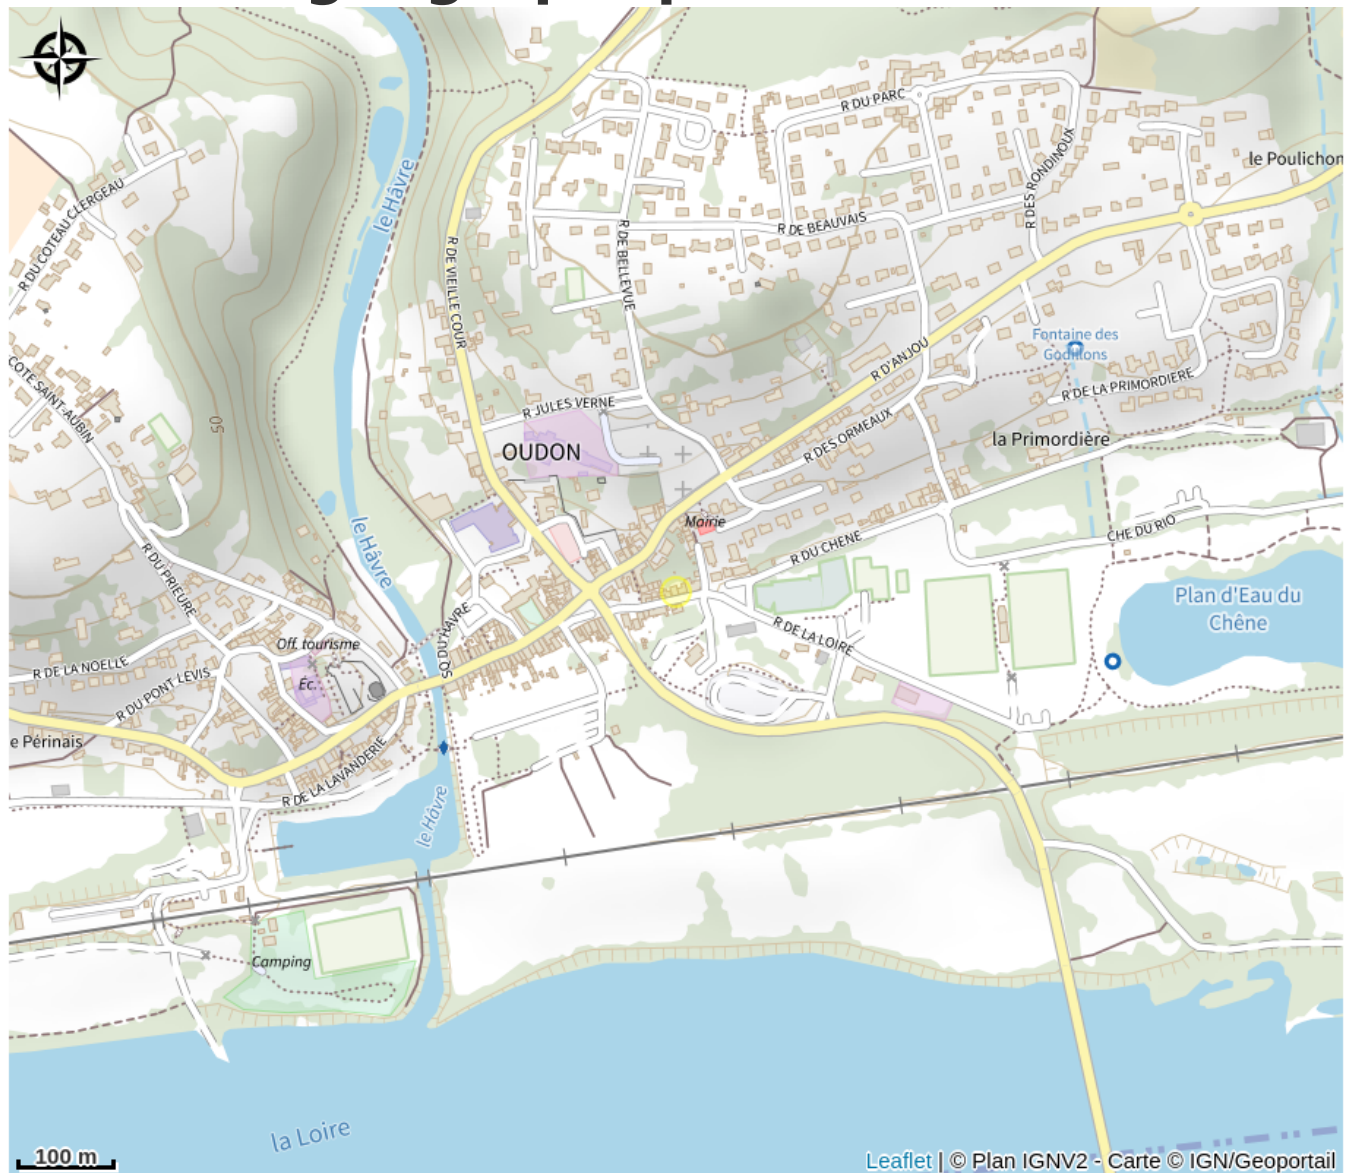 R DU PARC
le Poulichon
R DU COTEAU CLERGEAU
le Hâvre
R DES RONDINOUX
R DE BEAUVAIS
R DE VIEILLE COUR
R DE BELLEVUE
Fontaine des
Godillons
R D'ANJOU
COTE SAINT-AUBIN
R DE LA PRIMORDIERE
R JULES VERNE
50
R DES ORMEAUX
la Primordière
OUDON
Mairie
le Hâvre
R DU CHENE
CHE DU RIO
R DU PRIEURE
Plan d'Eau du
Chêne
SQ DU HAVRE
R DE LA LOIRE
Off. tourisme
R DE LA NOELLE
Éc.
R DU PONT LEVIS
e Périnais
R DE LA LAVANDERIE
le Hâvre
Camping
la Loire
100 m
Leaflet | © Plan IGNV2 - Carte © IGN/Geoportail